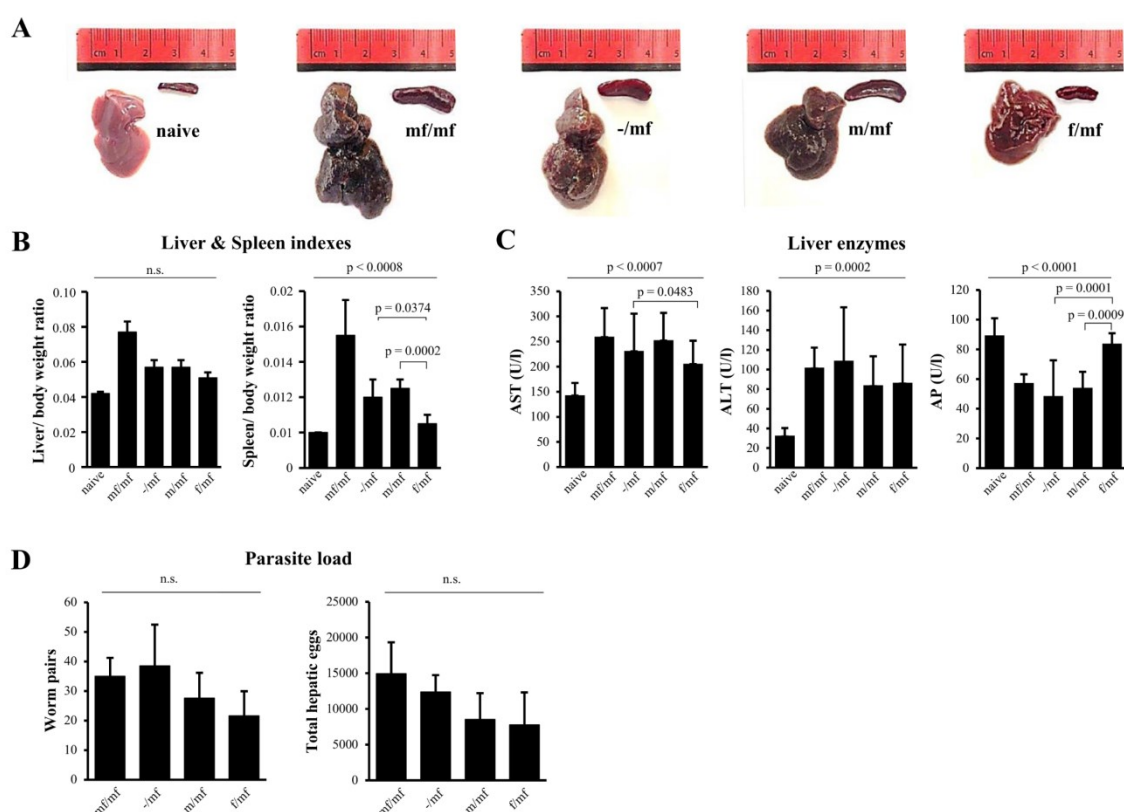 A
cm 1 2 3 4 5
cm 1 2 3 4 5
cm 1 2 3 4 5
cm 1 2 3 4 5
cm 1 2 3 4 5
naive
mf/mf
-/mf
m/mf
f/mf
B
Liver & Spleen indexes
n.s.
Liver/ body weight ratio
0.10
0.08
0.06
0.04
0.02
0
naive
mf/mf
-/mf
m/mf
f/mf
p < 0.0008
p = 0.0374
p = 0.0002
Spleen/ body weight ratio
0.02
0.016
0.012
0.01
0.004
0
naive
mf/mf
-/mf
m/mf
f/mf
C
Liver enzymes
p < 0.0007
p = 0.0483
AST (U/l)
350
300
250
200
150
100
50
0
naive
mf/mf
-/mf
m/mf
f/mf
p = 0.0002
ALT (U/l)
180
160
140
120
100
80
60
40
20
0
naive
mf/mf
-/mf
m/mf
f/mf
p < 0.0001
p = 0.0001
p = 0.0009
AP (U/l)
120
100
80
60
40
20
0
naive
mf/mf
-/mf
m/mf
f/mf
D
Parasite load
n.s.
Worm pairs
60
50
40
30
20
10
0
mf/mf
-/mf
m/mf
f/mf
n.s.
Total hepatic eggs
25000
20000
15000
10000
5000
0
mf/mf
-/mf
m/mf
f/mf